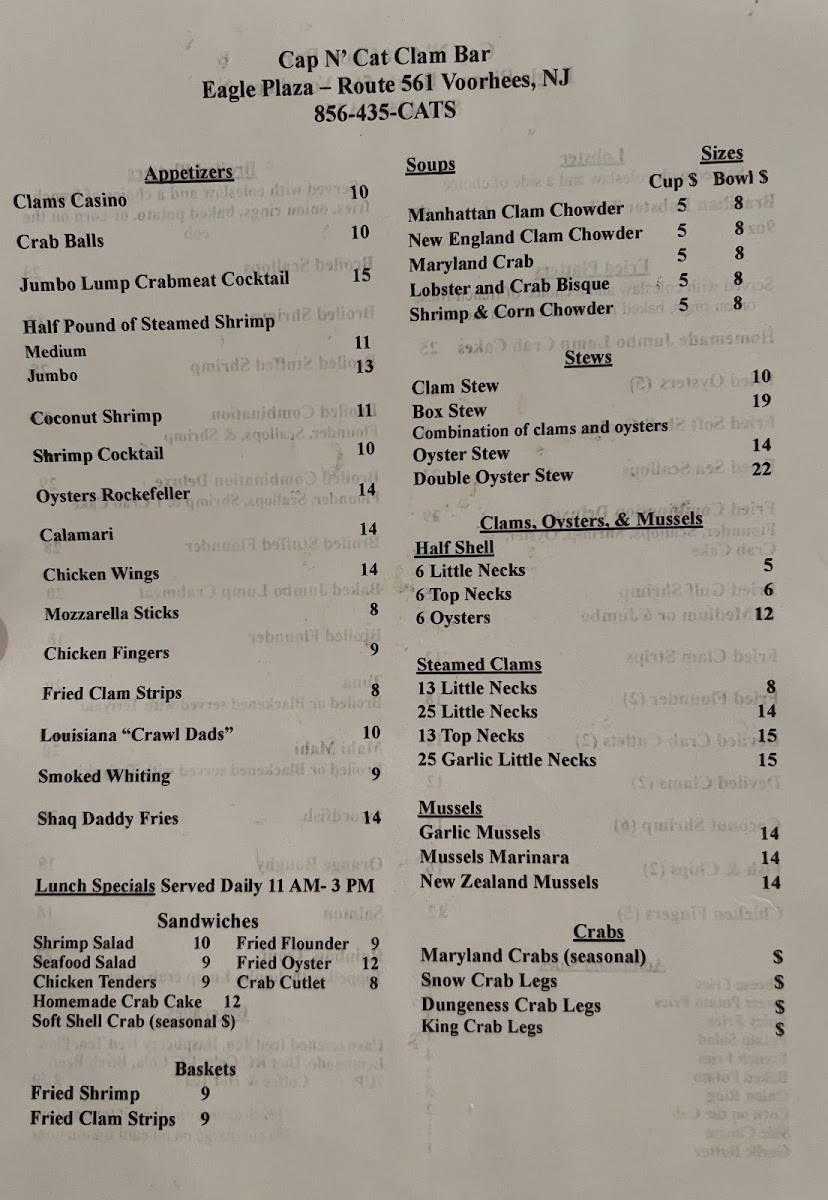 Cap N' Cat Clam Bar
Eagle Plaza – Route 561 Voorhees, NJ
856-435-CATS
Appetizers
Clams Casino 10
Crab Balls 10
Jumbo Lump Crabmeat Cocktail 15
Half Pound of Steamed Shrimp
Medium 11
Jumbo 13
Coconut Shrimp 11
Shrimp Cocktail 10
Oysters Rockefeller 14
Calamari 14
Chicken Wings 14
Mozzarella Sticks 8
Chicken Fingers 9
Fried Clam Strips 8
Louisiana "Crawl Dads" 10
Smoked Whiting 9
Shaq Daddy Fries 14
Lunch Specials Served Daily 11 AM- 3 PM
Sandwiches
Shrimp Salad 10 Fried Flounder 9
Seafood Salad 9 Fried Oyster 12
Chicken Tenders 9 Crab Cutlet 8
Homemade Crab Cake 12
Soft Shell Crab (seasonal $)
Baskets
Fried Shrimp 9
Fried Clam Strips 9
Soups Sizes
Cup $ Bowl $
Manhattan Clam Chowder 5 8
New England Clam Chowder 5 8
Maryland Crab 5 8
Lobster and Crab Bisque 5 8
Shrimp & Corn Chowder 5 8
Stews
Clam Stew 10
Box Stew 19
Combination of clams and oysters
Oyster Stew 14
Double Oyster Stew 22
Clams, Oysters, & Mussels
Half Shell
6 Little Necks 5
6 Top Necks 6
6 Oysters 12
Steamed Clams
13 Little Necks 8
25 Little Necks 14
13 Top Necks 15
25 Garlic Little Necks 15
Mussels
Garlic Mussels 14
Mussels Marinara 14
New Zealand Mussels 14
Crabs
Maryland Crabs (seasonal) $
Snow Crab Legs $
Dungeness Crab Legs $
King Crab Legs $